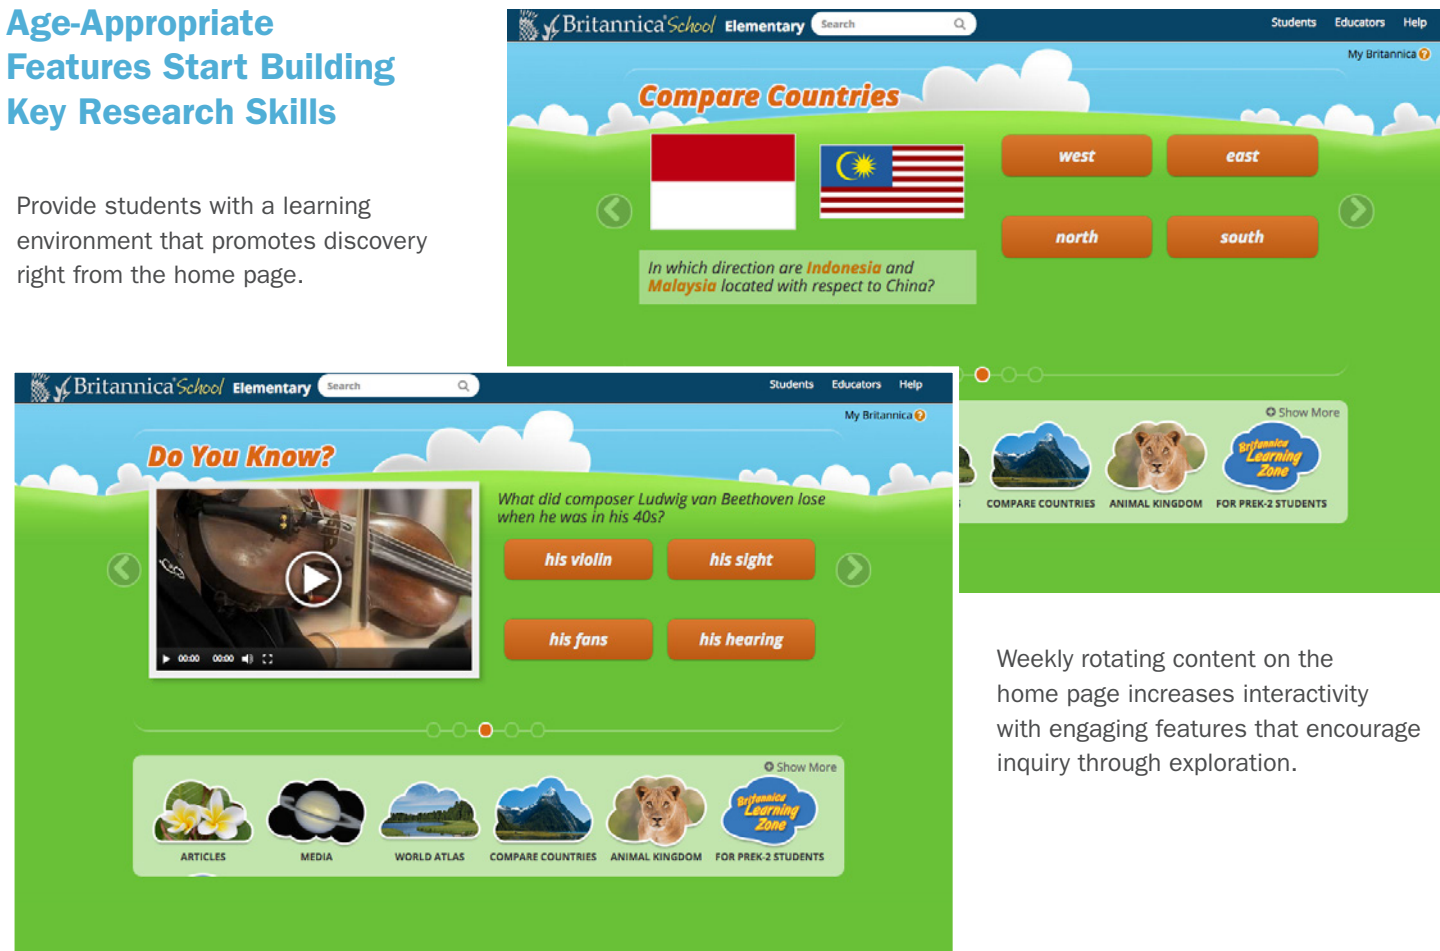 Age-Appropriate
Features Start Building
Key Research Skills
Provide students with a learning
environment that promotes discovery
right from the home page.
Britannica School Elementary Search Students Educators Help
My Britannica ?
Compare Countries
west east
north south
In which direction are Indonesia and
Malaysia located with respect to China?
Show More
COMPARE COUNTRIES ANIMAL KINGDOM FOR PREK-2 STUDENTS
Britannica
Learning
Zone
Britannica School Elementary Search Students Educators Help
My Britannica ?
Do You Know?
What did composer Ludwig van Beethoven lose
when he was in his 40s?
his violin his sight
his fans his hearing
00:00 00:00
Show More
Britannica
Learning
Zone
ARTICLES MEDIA WORLD ATLAS COMPARE COUNTRIES ANIMAL KINGDOM FOR PREK-2 STUDENTS
Weekly rotating content on the
home page increases interactivity
with engaging features that encourage
inquiry through exploration.